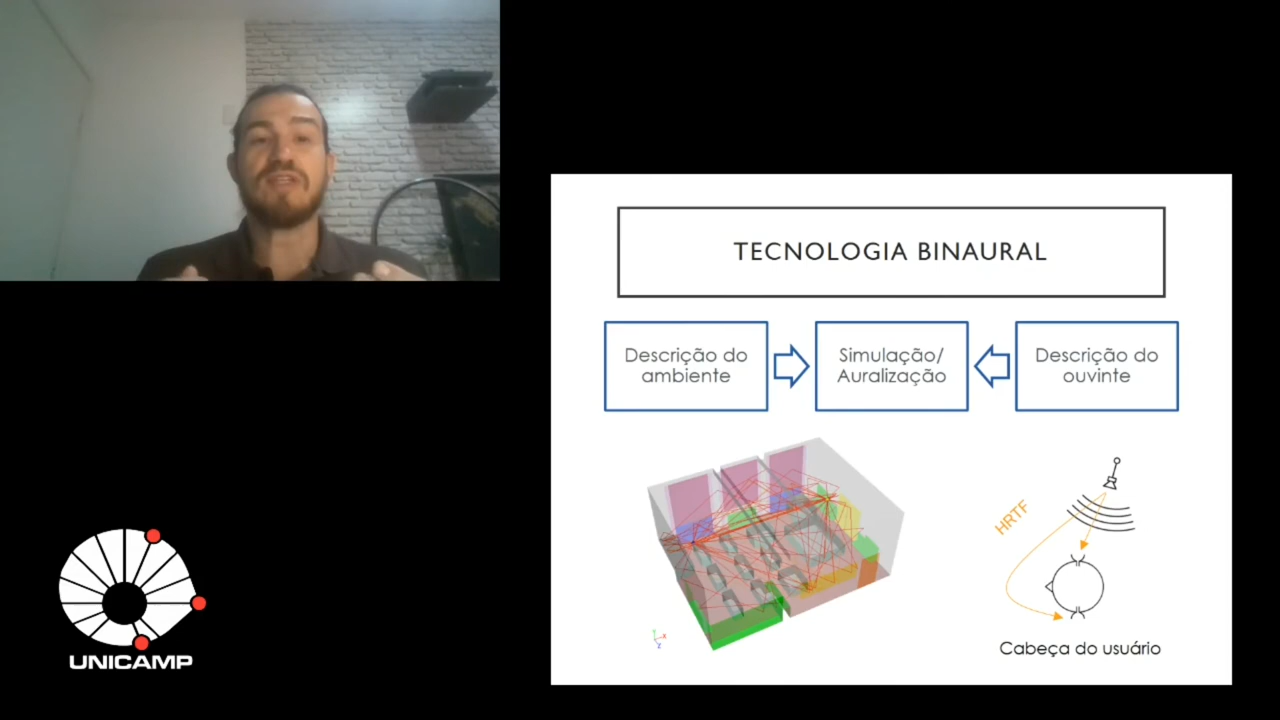 TECNOLOGIA BINAURAL
Descrição do
ambiente
Simulação/
Auralização
Descrição do
ouvinte
HRTF
Cabeça do usuário
UNICAMP